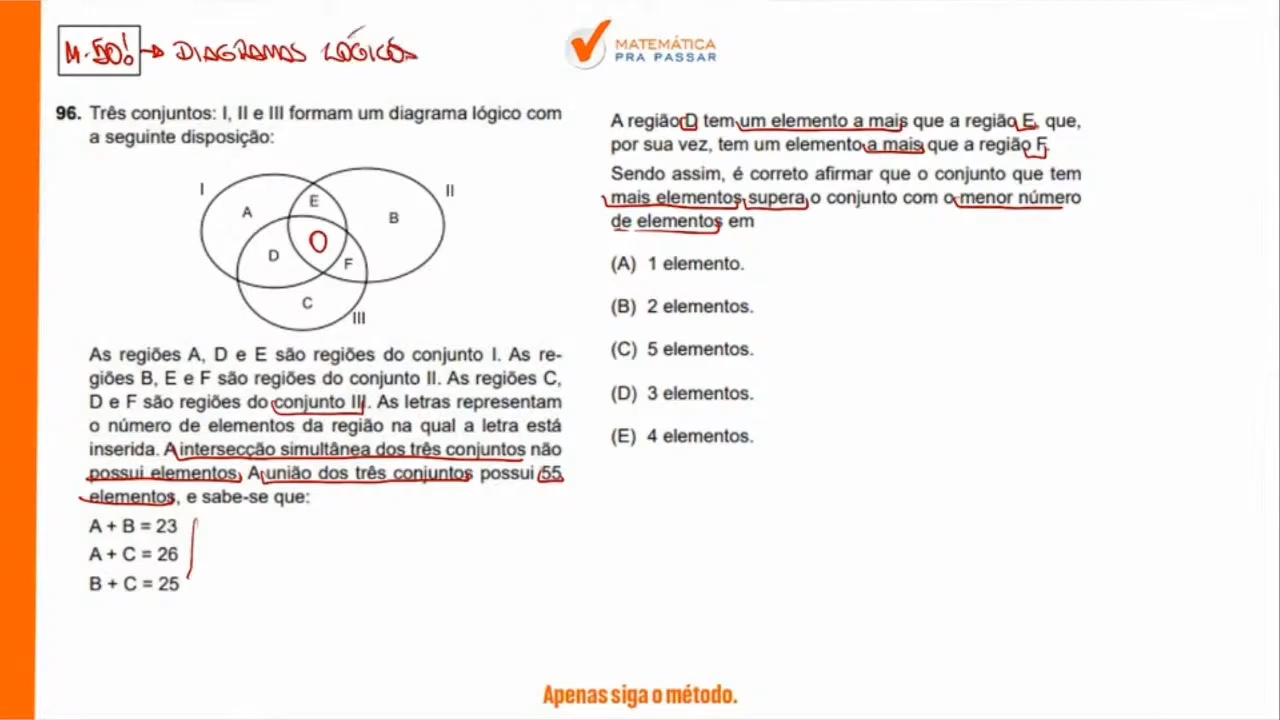 M.50! → DIAGRAMAS LÓGICOS
MATEMÁTICA
PRA PASSAR
96. Três conjuntos: I, II e III formam um diagrama lógico com
a seguinte disposição:
I
II
E
A
B
O
D
F
C
III
As regiões A, D e E são regiões do conjunto I. As re-
giões B, E e F são regiões do conjunto II. As regiões C,
D e F são regiões do conjunto III. As letras representam
o número de elementos da região na qual a letra está
inserida. A intersecção simultânea dos três conjuntos não
possui elementos. A união dos três conjuntos possui 55
elementos, e sabe-se que:
A + B = 23
A + C = 26
B + C = 25
A região D tem um elemento a mais que a região E, que,
por sua vez, tem um elemento a mais que a região F.
Sendo assim, é correto afirmar que o conjunto que tem
mais elementos supera o conjunto com o menor número
de elementos em
(A) 1 elemento.
(B) 2 elementos.
(C) 5 elementos.
(D) 3 elementos.
(E) 4 elementos.
Apenas siga o método.